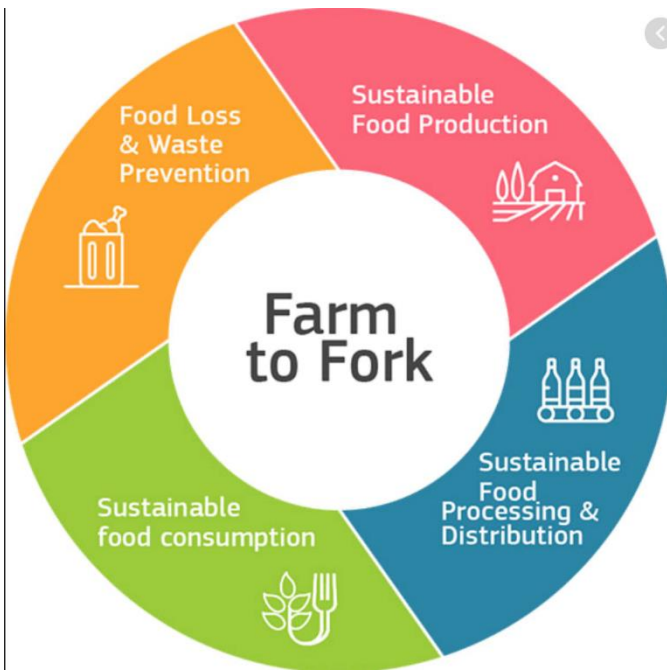 Farm
to Fork
Sustainable
Food Production
Sustainable
Food
Processing &
Distribution
Sustainable
food consumption
Food Loss
& Waste
Prevention